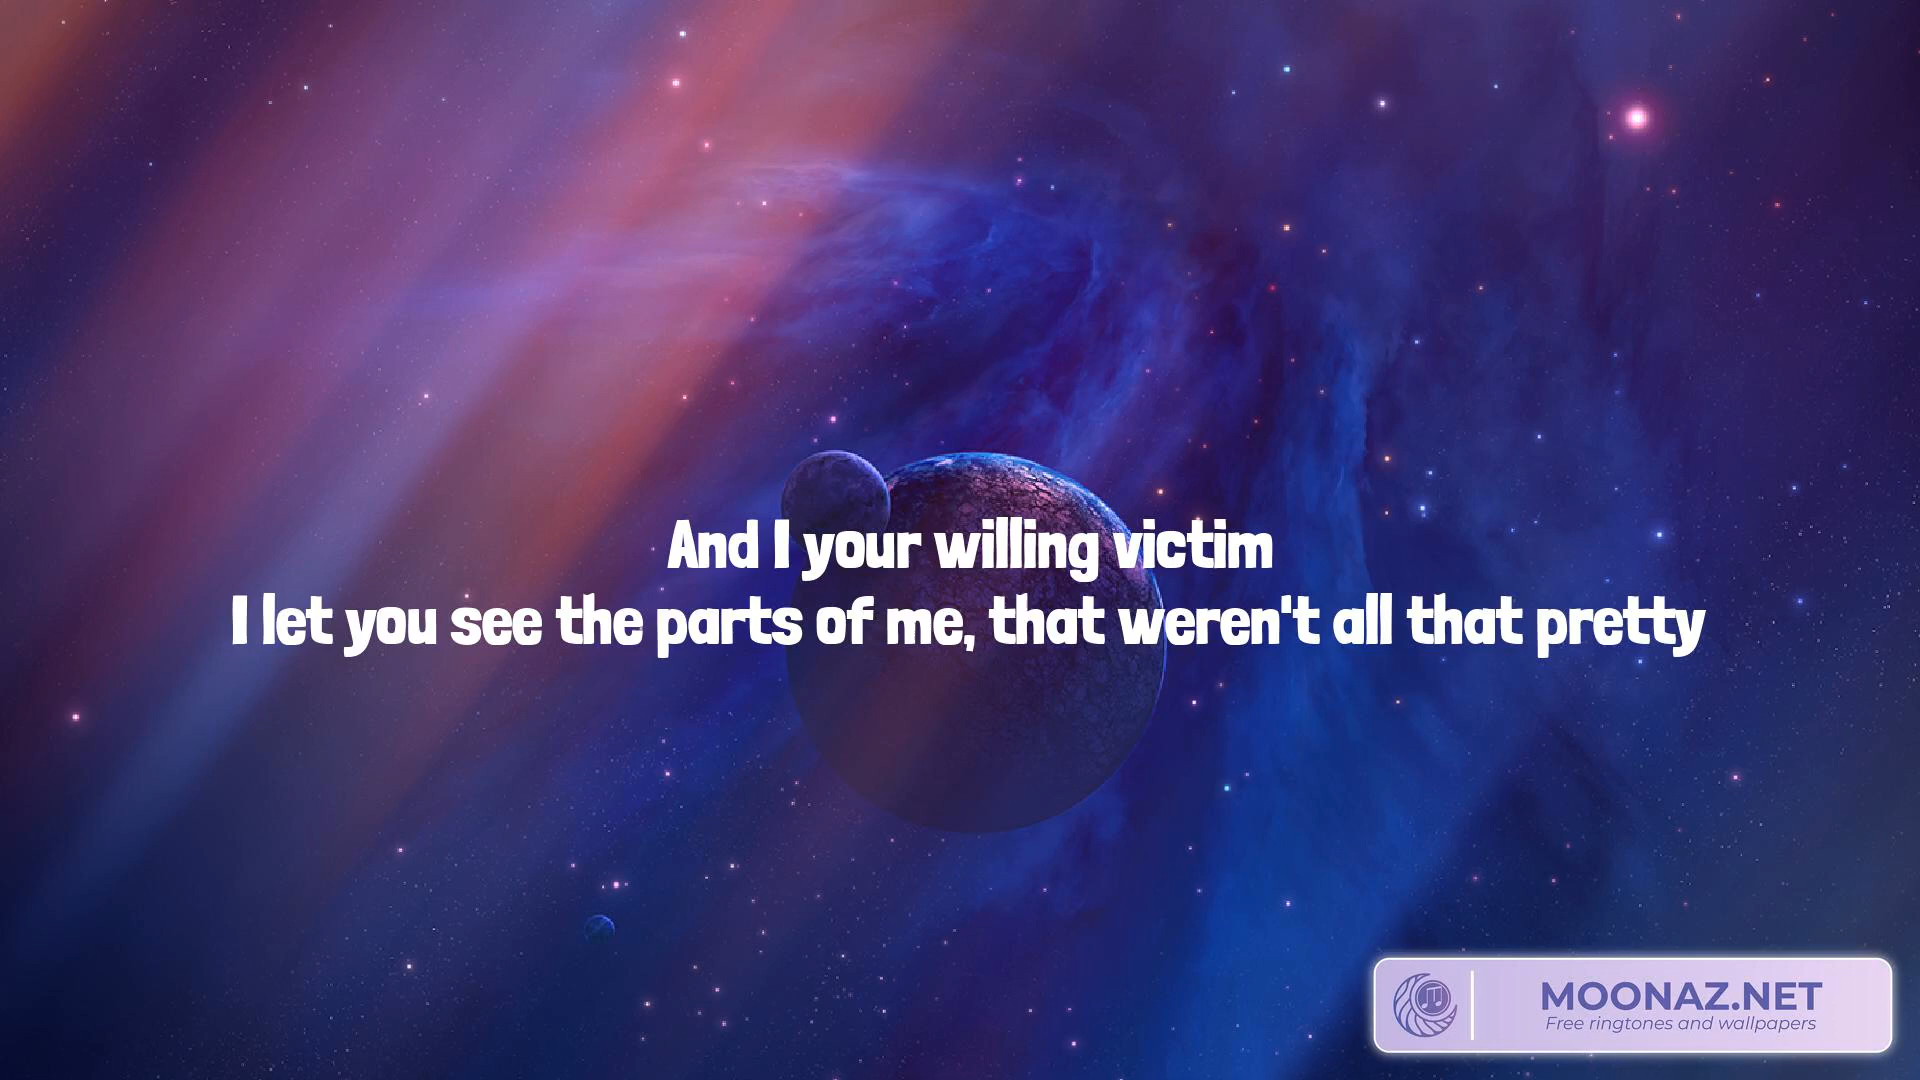 And I your willing victim
I let you see the parts of me, that weren't all that pretty
MOONAZ.NET
Free ringtones and wallpapers